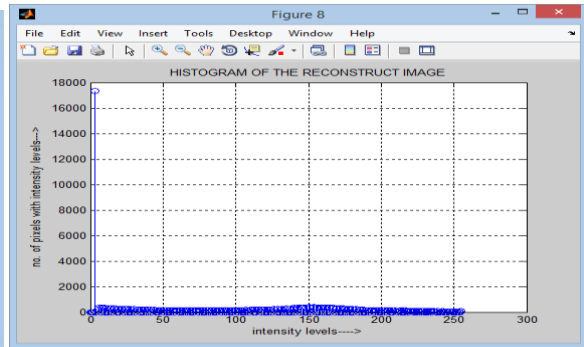 Figure 8
File Edit View Insert Tools Desktop Window Help
HISTOGRAM OF THE RECONSTRUCT IMAGE
no. of pixels with intensity levels--->
18000
16000
14000
12000
10000
8000
6000
4000
2000
0
0 50 100 150 200 250 300
intensity levels---->